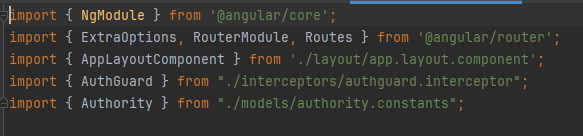 import { NgModule } from '@angular/core';
import { ExtraOptions, RouterModule, Routes } from '@angular/router';
import { AppLayoutComponent } from './layout/app.layout.component';
import { AuthGuard } from "./interceptors/authguard.interceptor";
import { Authority } from "./models/authority.constants";